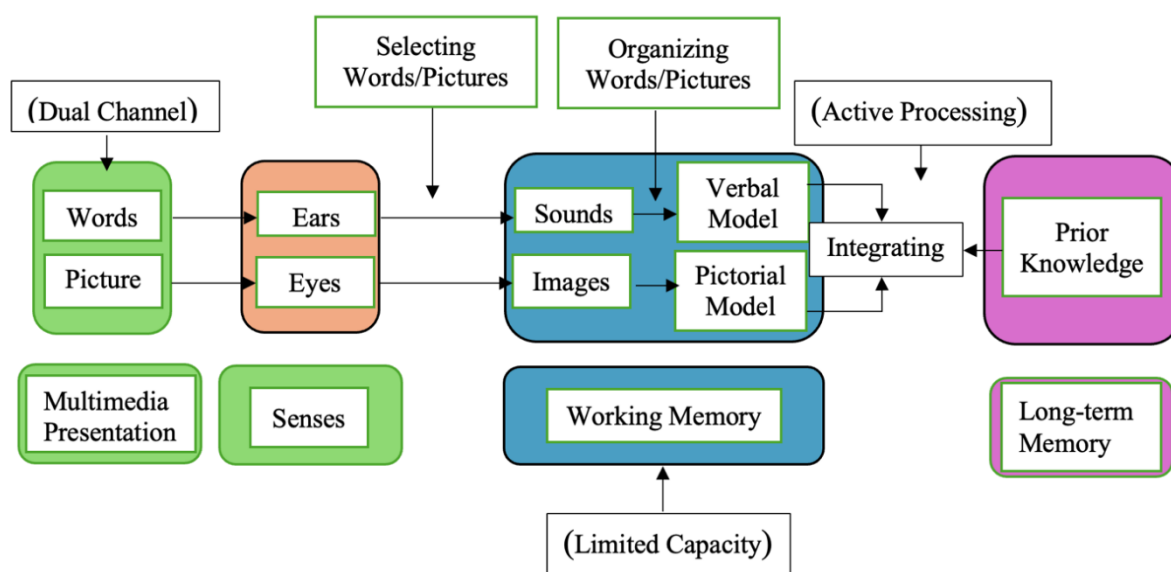 Selecting
Words/Pictures
Organizing
Words/Pictures
(Dual Channel)
(Active Processing)
Words
Ears
Sounds
Verbal
Model
Integrating
Prior
Knowledge
Picture
Eyes
Images
Pictorial
Model
Multimedia
Presentation
Senses
Working Memory
Long-term
Memory
(Limited Capacity)